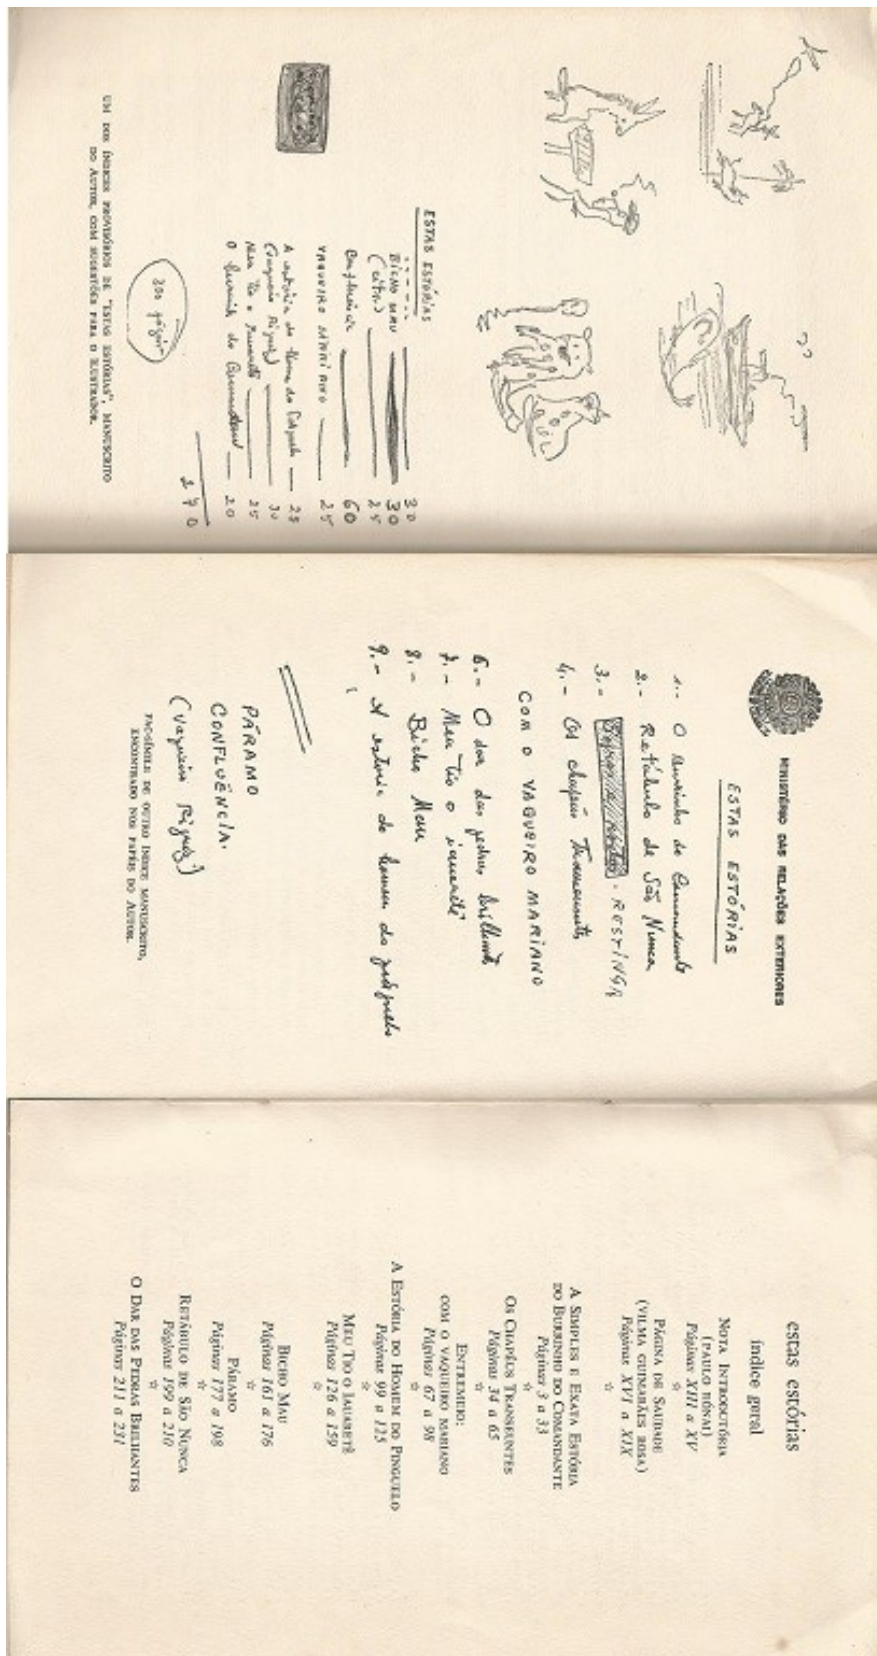 ESTAS ESTÓRIAS
30
BICHO MAU 30
25
60
VAQUEIRO MARIANO 25
A estória do Homem do Pinguelo 25
(Vaqueiro Riguez) 30
Meu Tio o Iauaretê 25
O burrinho do Comandante 20
270
300 págin
UM DOS ÍNDICES PROVISÓRIOS DE "ESTAS ESTÓRIAS", MANUSCRITO
DO AUTOR, COM SUGESTÕES PARA O ILUSTRADOR.
MINISTÉRIO DAS RELAÇÕES EXTERIORES
ESTAS ESTÓRIAS
1.- O burrinho do Comandante
2.- Retábulo de São Nunca
3.- - RESTINGA
4.- Os chapéus Transeuntes
COM O VAQUEIRO MARIANO
6.- O dar das pedras brilhantes
7.- Meu Tio o iauaretê
8.- Bicho Mau
9.- A estória do homem do pinguelo
PÁRAMO
CONFLUÊNCIA.
(Vaqueiro Riguez)
FAC-SÍMILE DE OUTRO ÍNDICE MANUSCRITO,
ENCONTRADO NOS PAPÉIS DO AUTOR.
estas estórias
índice geral
NOTA INTRODUTÓRIA
(PAULO RÓNAI)
Páginas XIII a XV
PÁGINA DE SAUDADE
(VILMA GUIMARÃES ROSA)
Páginas XVI a XIX
A SIMPLES E EXATA ESTÓRIA
DO BURRINHO DO COMANDANTE
Páginas 3 a 33
OS CHAPÉUS TRANSEUNTES
Páginas 34 a 65
ENTREMEIO:
COM O VAQUEIRO MARIANO
Páginas 67 a 98
A ESTÓRIA DO HOMEM DO PINGUELO
Páginas 99 a 125
MEU TIO O IAUARETÊ
Páginas 126 a 159
BICHO MAU
Páginas 161 a 176
PÁRAMO
Páginas 177 a 198
RETÁBULO DE SÃO NUNCA
Páginas 199 a 210
O DAR DAS PEDRAS BRILHANTES
Páginas 211 a 231